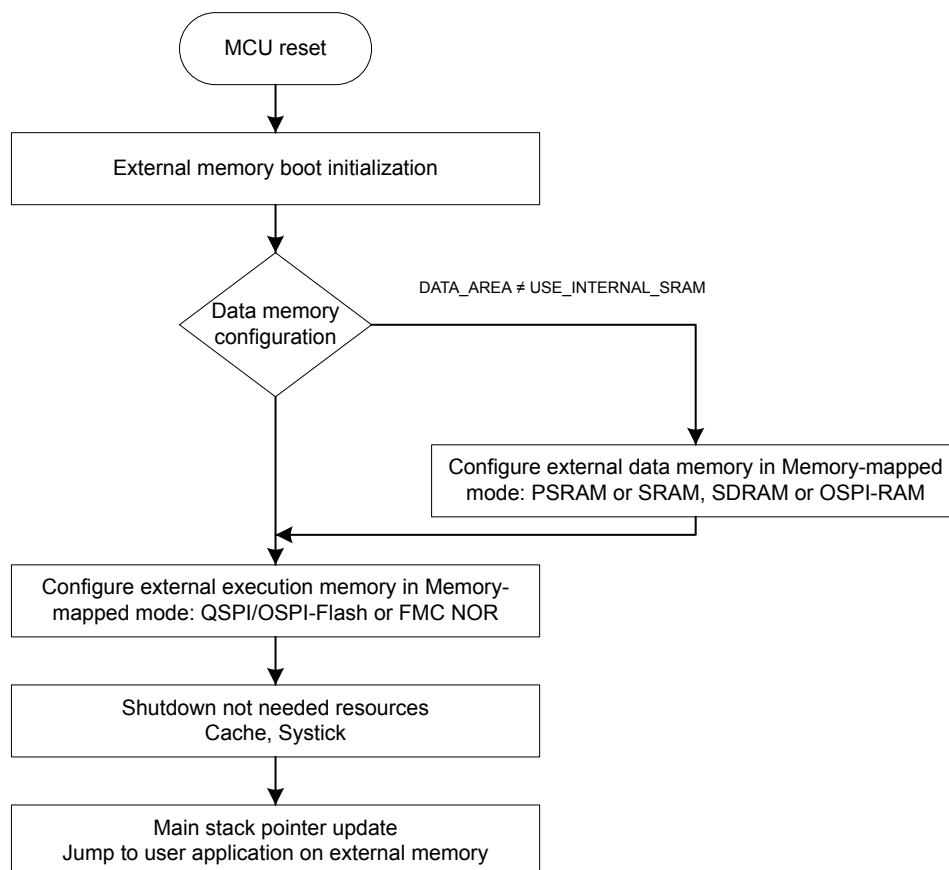 MCU reset
External memory boot initialization
Data memory
configuration
DATA_AREA ≠ USE_INTERNAL_SRAM
Configure external data memory in Memory-mapped
mode: PSRAM or SRAM, SDRAM or OSPI-RAM
Configure external execution memory in Memory-
mapped mode: QSPI/OSPI-Flash or FMC NOR
Shutdown not needed resources
Cache, Systick
Main stack pointer update
Jump to user application on external memory